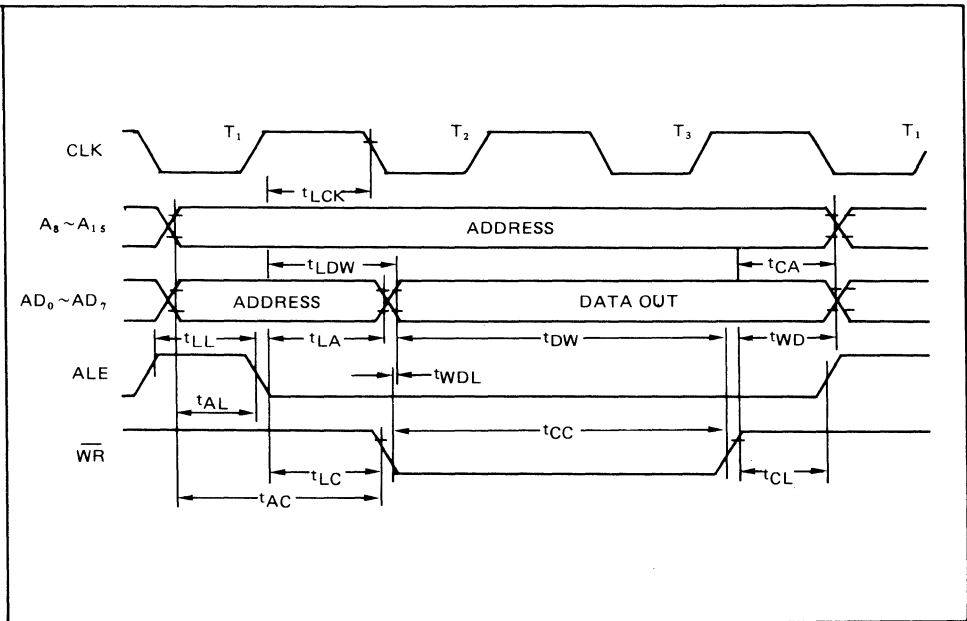 T₁ T₂ T₃ T₁
CLK
tLCK
A₈~A₁₅ ADDRESS
tLDW tCA
AD₀~AD₇ ADDRESS DATA OUT
tLL tLA tDW tWD
ALE tWDL
tAL
tCC
WR
tLC tCL
tAC